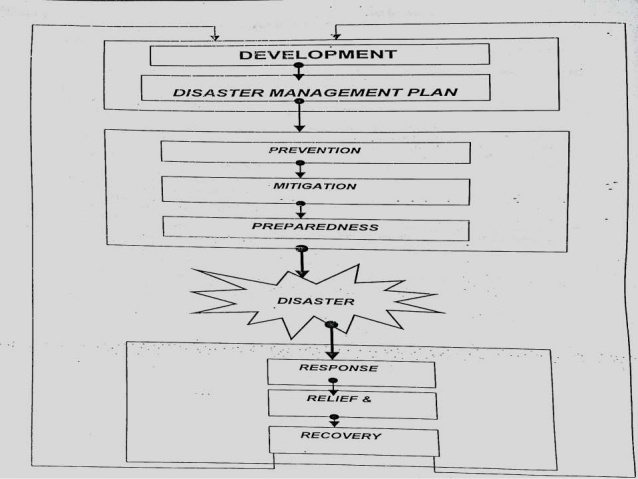 DEVELOPMENT
DISASTER MANAGEMENT PLAN
PREVENTION
MITIGATION
PREPAREDNESS
DISASTER
RESPONSE
RELIEF &
RECOVERY